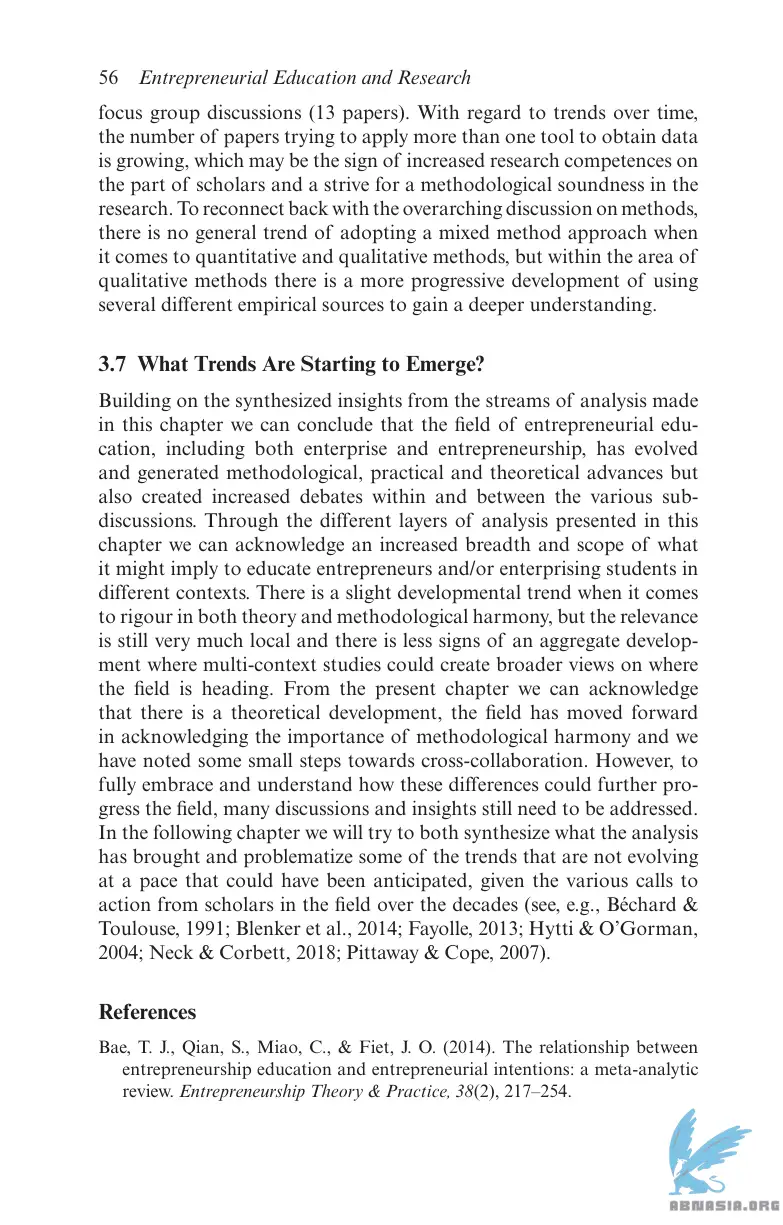 56 Entrepreneurial Education and Research
focus group discussions (13 papers). With regard to trends over time,
the number of papers trying to apply more than one tool to obtain data
is growing, which may be the sign of increased research competences on
the part of scholars and a strive for a methodological soundness in the
research. To reconnect back with the overarching discussion on methods,
there is no general trend of adopting a mixed method approach when
it comes to quantitative and qualitative methods, but within the area of
qualitative methods there is a more progressive development of using
several different empirical sources to gain a deeper understanding.
3.7 What Trends Are Starting to Emerge?
Building on the synthesized insights from the streams of analysis made
in this chapter we can conclude that the field of entrepreneurial edu-
cation, including both enterprise and entrepreneurship, has evolved
and generated methodological, practical and theoretical advances but
also created increased debates within and between the various sub-
discussions. Through the different layers of analysis presented in this
chapter we can acknowledge an increased breadth and scope of what
it might imply to educate entrepreneurs and/or enterprising students in
different contexts. There is a slight developmental trend when it comes
to rigour in both theory and methodological harmony, but the relevance
is still very much local and there is less signs of an aggregate develop-
ment where multi-context studies could create broader views on where
the field is heading. From the present chapter we can acknowledge
that there is a theoretical development, the field has moved forward
in acknowledging the importance of methodological harmony and we
have noted some small steps towards cross-collaboration. However, to
fully embrace and understand how these differences could further pro-
gress the field, many discussions and insights still need to be addressed.
In the following chapter we will try to both synthesize what the analysis
has brought and problematize some of the trends that are not evolving
at a pace that could have been anticipated, given the various calls to
action from scholars in the field over the decades (see, e.g., Béchard &
Toulouse, 1991; Blenker et al., 2014; Fayolle, 2013; Hytti & O’Gorman,
2004; Neck & Corbett, 2018; Pittaway & Cope, 2007).
References
Bae, T. J., Qian, S., Miao, C., & Fiet, J. O. (2014). The relationship between
entrepreneurship education and entrepreneurial intentions: a meta-analytic
review. Entrepreneurship Theory & Practice, 38(2), 217–254.
ABNASIA.ORG